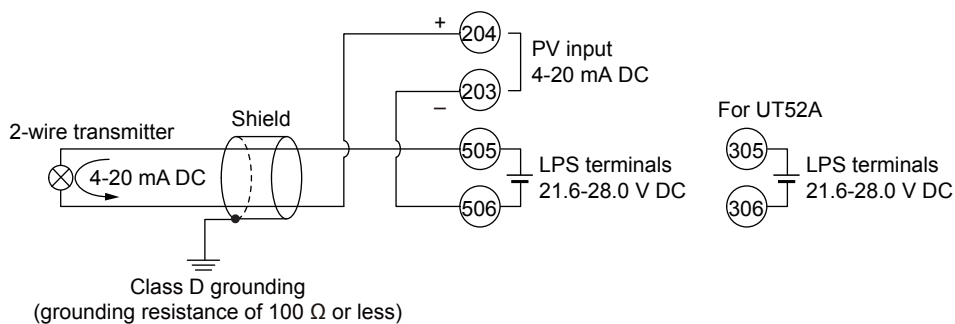 +
204
PV input
4-20 mA DC
203
–
Shield
For UT52A
2-wire transmitter
505
LPS terminals
21.6-28.0 V DC
305
LPS terminals
21.6-28.0 V DC
4-20 mA DC
506
306
Class D grounding
(grounding resistance of 100 Ω or less)